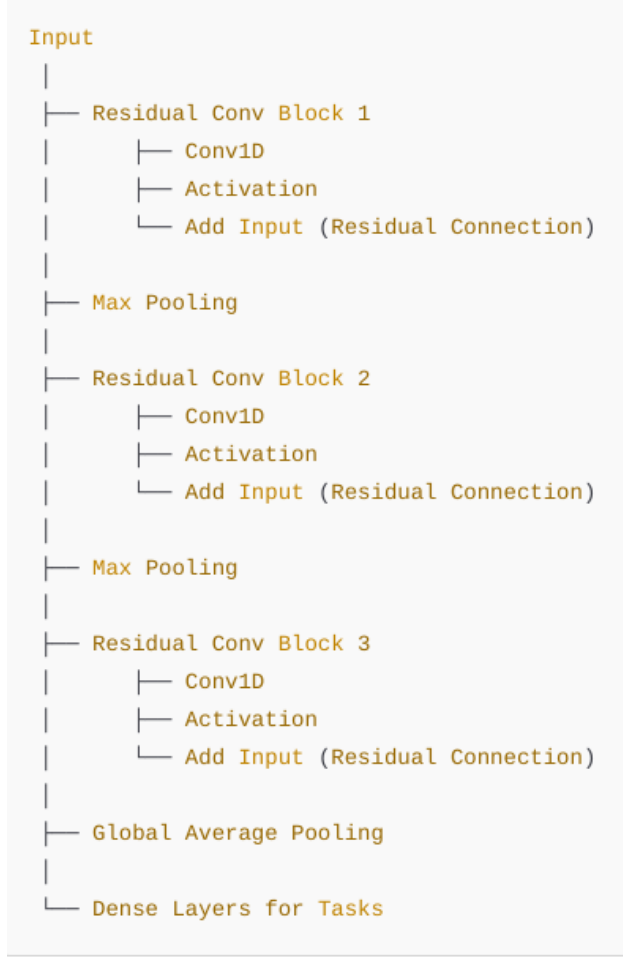 Input
│
├── Residual Conv Block 1
│      ├── Conv1D
│      ├── Activation
│      └── Add Input (Residual Connection)
│
├── Max Pooling
│
├── Residual Conv Block 2
│      ├── Conv1D
│      ├── Activation
│      └── Add Input (Residual Connection)
│
├── Max Pooling
│
├── Residual Conv Block 3
│      ├── Conv1D
│      ├── Activation
│      └── Add Input (Residual Connection)
│
├── Global Average Pooling
│
└── Dense Layers for Tasks